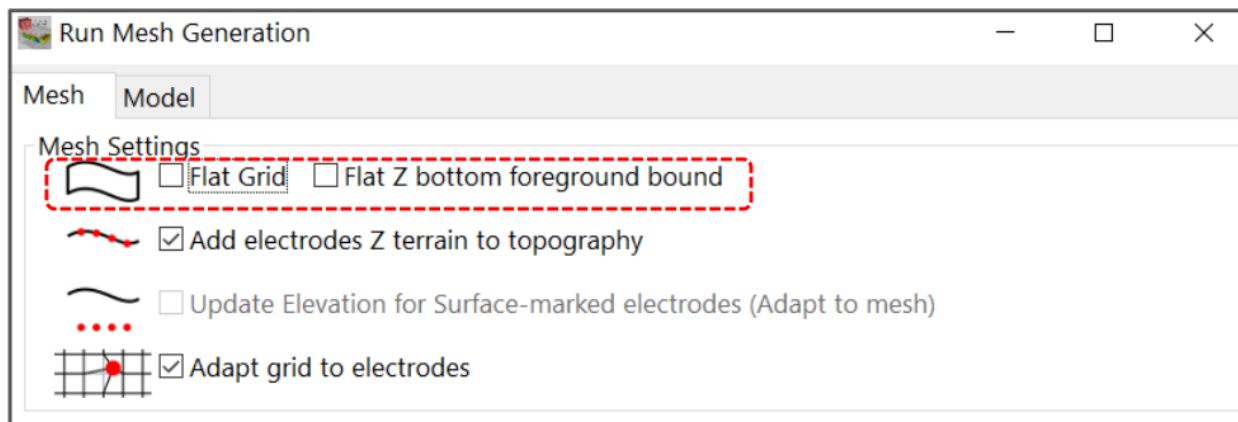 Run Mesh Generation
Mesh Model
Mesh Settings
Flat Grid Flat Z bottom foreground bound
Add electrodes Z terrain to topography
Update Elevation for Surface-marked electrodes (Adapt to mesh)
Adapt grid to electrodes